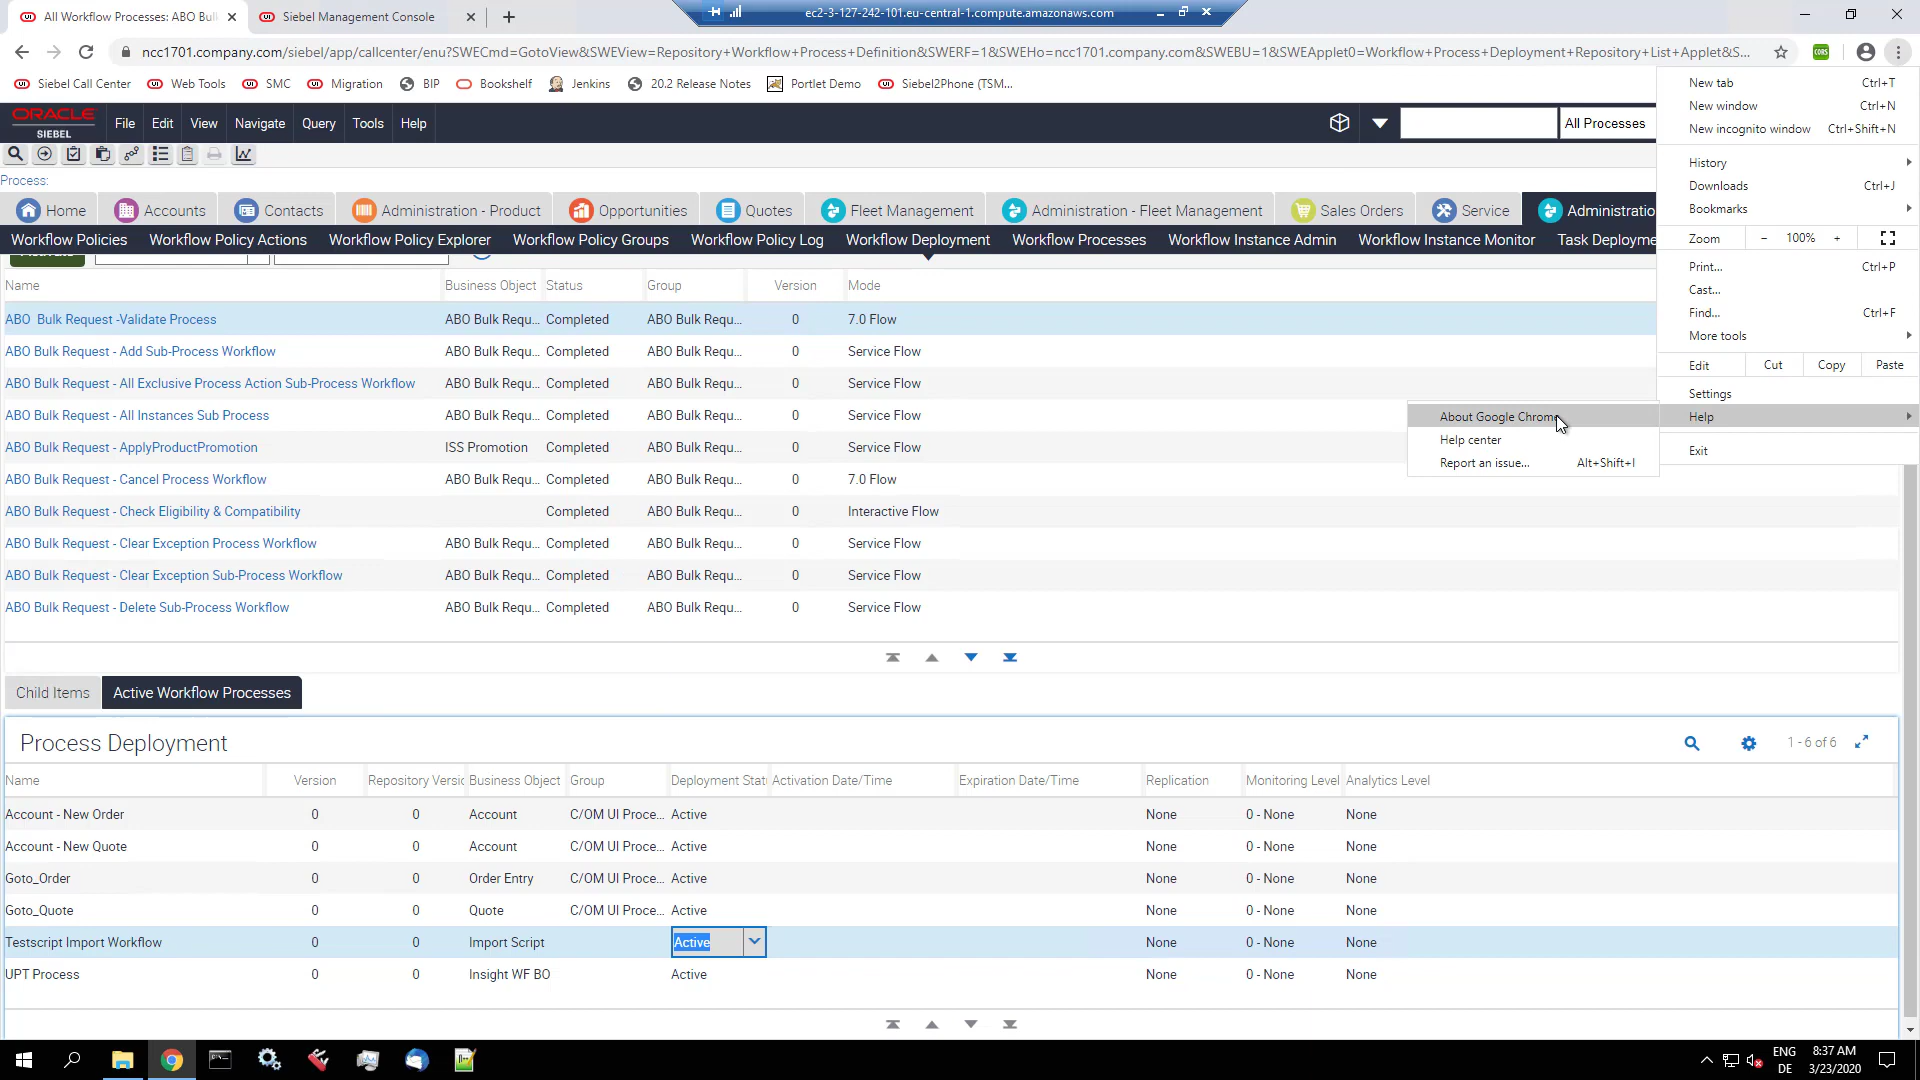 All Workflow Processes: ABO Bul
Siebel Management Console
ec2-3-127-242-101.eu-central-1.compute.amazonaws.com
ncc1701.company.com/siebel/app/callcenter/enu?SWECmd=GotoView&SWEView=Repository+Workflow+Process+Definition&SWERF=1&SWEHo=ncc1701.company.com&SWEBU=1&SWEApplet0=Workflow+Process+Deployment+Repository+List+Applet&S...
CORS
Siebel Call Center
Web Tools
SMC
Migration
BIP
Bookshelf
Jenkins
20.2 Release Notes
Portlet Demo
Siebel2Phone (TSM...
New tab Ctrl+T
New window Ctrl+N
New incognito window Ctrl+Shift+N
History
Downloads Ctrl+J
Bookmarks
Zoom - 100% +
Print... Ctrl+P
Cast...
Find... Ctrl+F
More tools
Edit Cut Copy Paste
Settings
Help
Exit
About Google Chrom
Help center
Report an issue... Alt+Shift+I
ORACLE
SIEBEL
File Edit View Navigate Query Tools Help
All Processes
Process:
Home Accounts Contacts Administration - Product Opportunities Quotes Fleet Management Administration - Fleet Management Sales Orders Service Administratio
Workflow Policies Workflow Policy Actions Workflow Policy Explorer Workflow Policy Groups Workflow Policy Log Workflow Deployment Workflow Processes Workflow Instance Admin Workflow Instance Monitor Task Deployme
Name Business Object Status Group Version Mode
ABO  Bulk Request -Validate Process ABO Bulk Requ... Completed ABO Bulk Requ... 0 7.0 Flow
ABO Bulk Request - Add Sub-Process Workflow ABO Bulk Requ... Completed ABO Bulk Requ... 0 Service Flow
ABO Bulk Request - All Exclusive Process Action Sub-Process Workflow ABO Bulk Requ... Completed ABO Bulk Requ... 0 Service Flow
ABO Bulk Request - All Instances Sub Process ABO Bulk Requ... Completed ABO Bulk Requ... 0 Service Flow
ABO Bulk Request - ApplyProductPromotion ISS Promotion Completed ABO Bulk Requ... 0 Service Flow
ABO Bulk Request - Cancel Process Workflow ABO Bulk Requ... Completed ABO Bulk Requ... 0 7.0 Flow
ABO Bulk Request - Check Eligibility & Compatibility Completed ABO Bulk Requ... 0 Interactive Flow
ABO Bulk Request - Clear Exception Process Workflow ABO Bulk Requ... Completed ABO Bulk Requ... 0 Service Flow
ABO Bulk Request - Clear Exception Sub-Process Workflow ABO Bulk Requ... Completed ABO Bulk Requ... 0 Service Flow
ABO Bulk Request - Delete Sub-Process Workflow ABO Bulk Requ... Completed ABO Bulk Requ... 0 Service Flow
Child Items Active Workflow Processes
Process Deployment
1 - 6 of 6
Name Version Repository Versio Business Object Group Deployment Statu Activation Date/Time Expiration Date/Time Replication Monitoring Level Analytics Level
Account - New Order 0 0 Account C/OM UI Proce... Active None 0 - None None
Account - New Quote 0 0 Account C/OM UI Proce... Active None 0 - None None
Goto_Order 0 0 Order Entry C/OM UI Proce... Active None 0 - None None
Goto_Quote 0 0 Quote C/OM UI Proce... Active None 0 - None None
Testscript Import Workflow 0 0 Import Script Active None 0 - None None
UPT Process 0 0 Insight WF BO Active None 0 - None None
ENG
DE
8:37 AM
3/23/2020